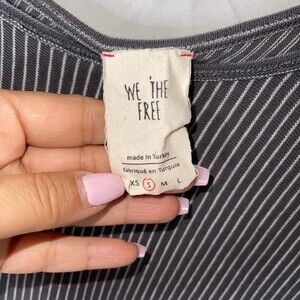 WE THE
FREE
made in Turkey
fabriqué en Turquie
XS S M L